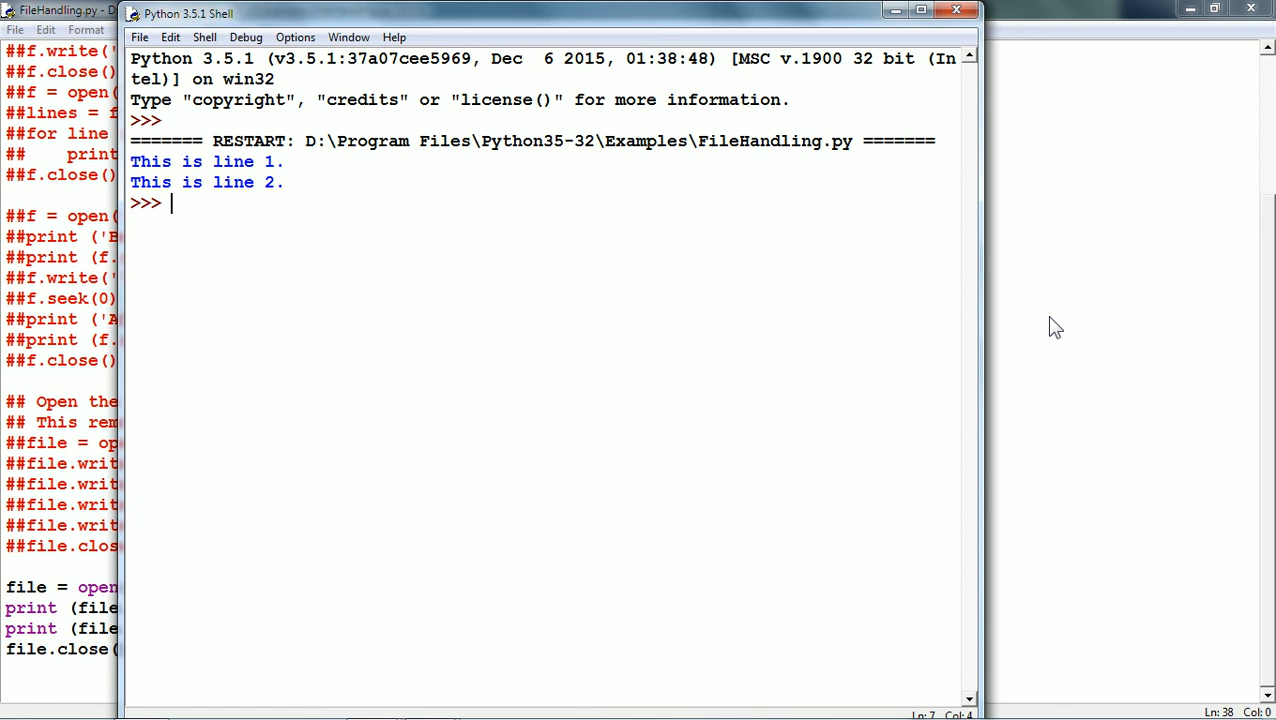 FileHandling.py - D
File Edit Format
##f.write('
##f.close()
##f = open(
##lines = f
##for line
## print
##f.close()
##f = open(
##print ('B
##print (f.
##f.write('
##f.seek(0)
##print ('A
##print (f.
##f.close()
## Open the
## This rem
##file = op
##file.writ
##file.writ
##file.writ
##file.writ
##file.clos
file = open
print (file
print (file
file.close(
Python 3.5.1 Shell
File Edit Shell Debug Options Window Help
Python 3.5.1 (v3.5.1:37a07cee5969, Dec 6 2015, 01:38:48) [MSC v.1900 32 bit (In
tel)] on win32
Type "copyright", "credits" or "license()" for more information.
>>>
======= RESTART: D:\Program Files\Python35-32\Examples\FileHandling.py =======
This is line 1.
This is line 2.
>>>
Ln: 7 Col: 4
Ln: 38 Col: 0